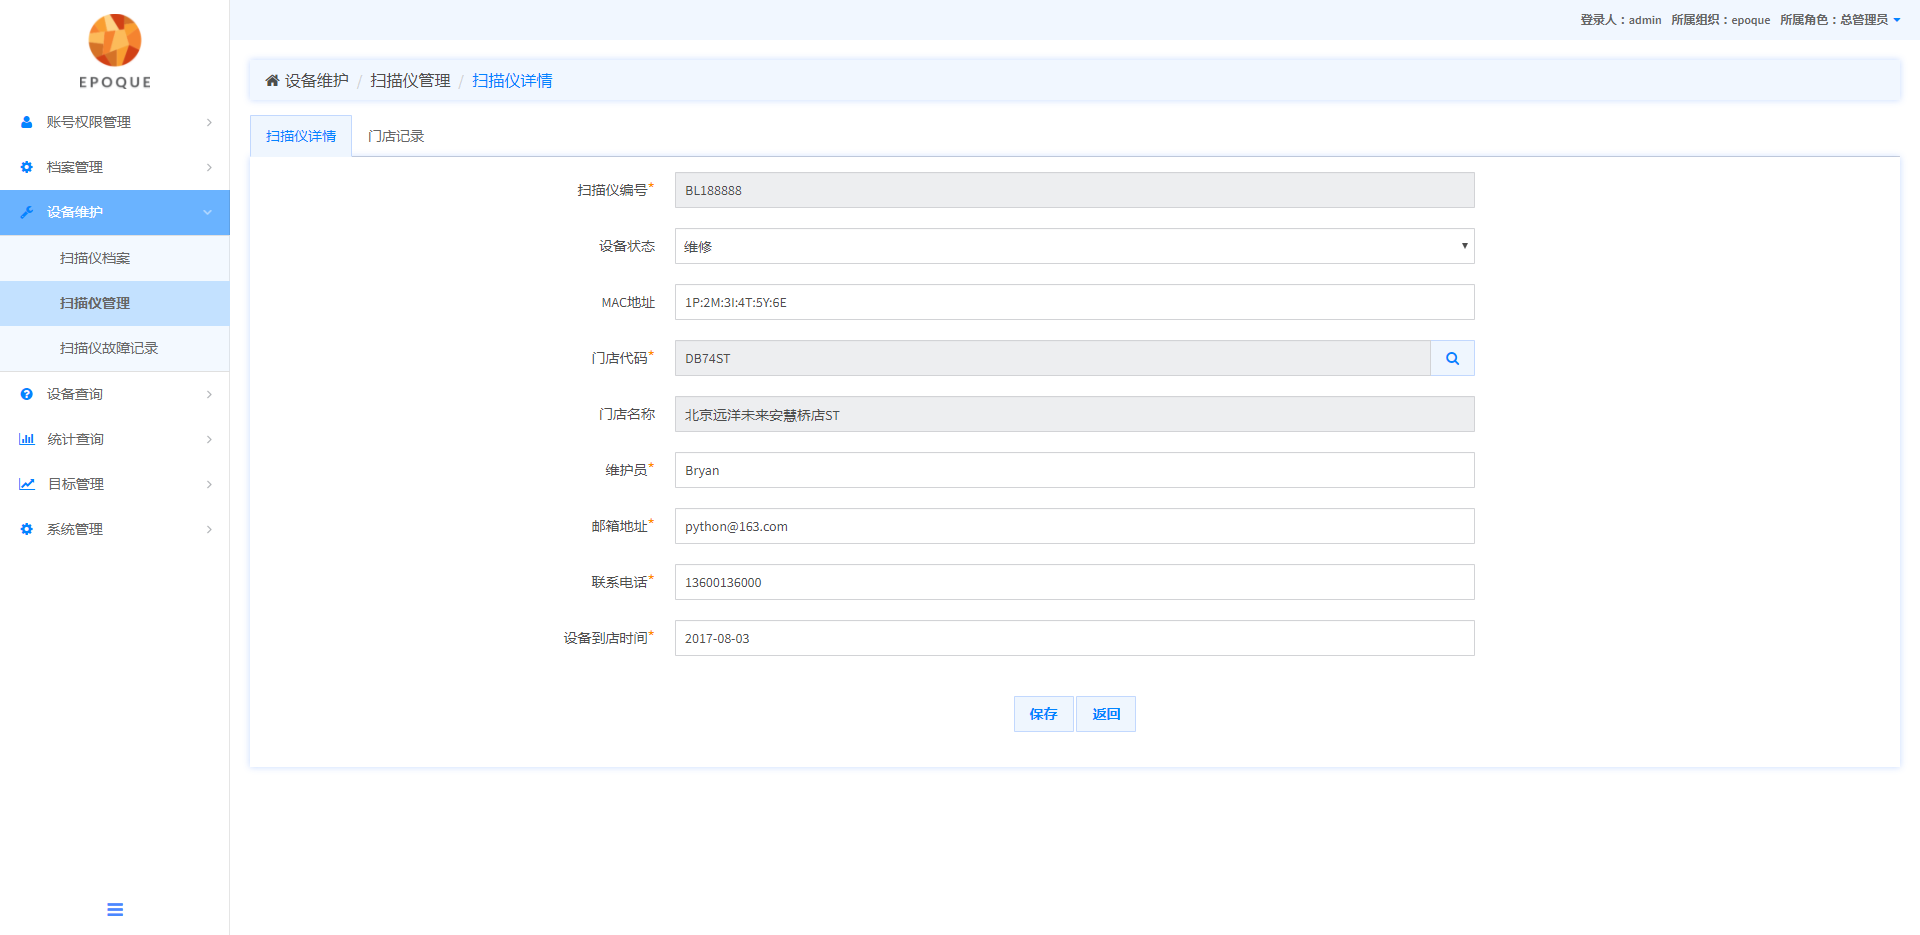 登录人：admin 所属组织：epoque 所属角色：总管理员
EPOQUE
账号权限管理
档案管理
设备维护
扫描仪档案
扫描仪管理
扫描仪故障记录
设备查询
统计查询
目标管理
系统管理
设备维护 / 扫描仪管理 / 扫描仪详情
扫描仪详情 门店记录
扫描仪编号* BL188888
设备状态 维修
MAC地址 1P:2M:3I:4T:5Y:6E
门店代码* DB74ST
门店名称 北京远洋未来安慧桥店ST
维护员* Bryan
邮箱地址* python@163.com
联系电话* 13600136000
设备到店时间* 2017-08-03
保存 返回